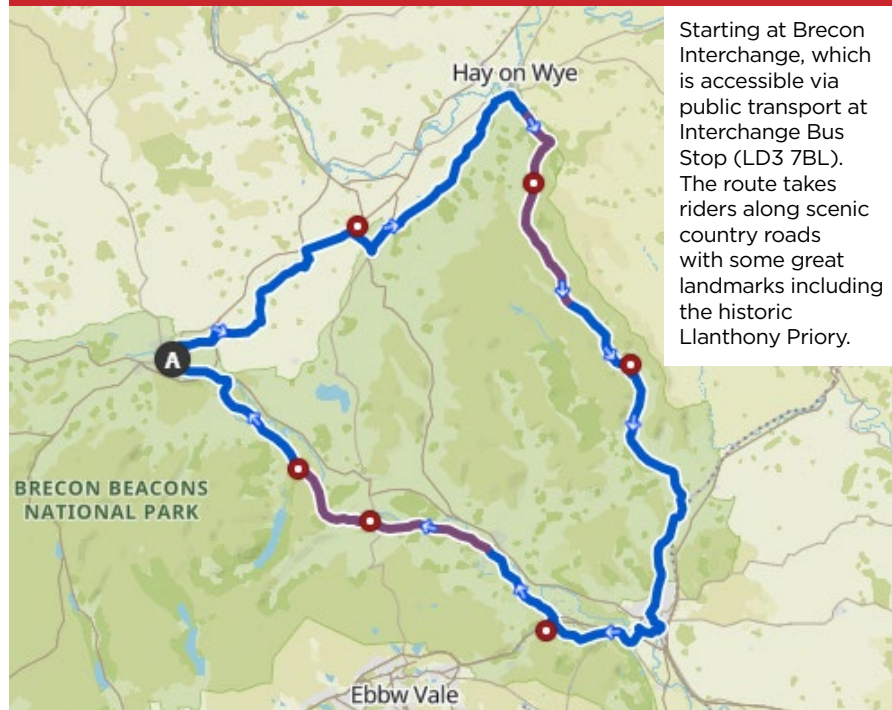 Starting at Brecon
Interchange, which
is accessible via
public transport at
Interchange Bus
Stop (LD3 7BL).
The route takes
riders along scenic
country roads
with some great
landmarks including
the historic
Llanthony Priory.
Hay on Wye
A
BRECON BEACONS
NATIONAL PARK
Ebbw Vale